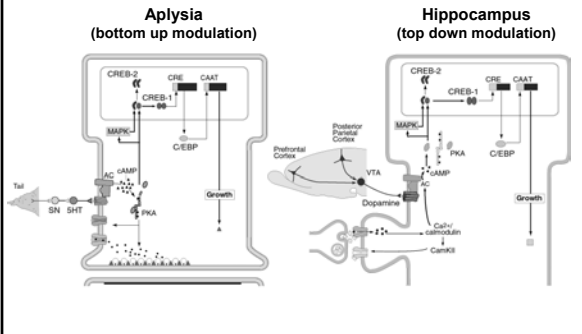 Aplysia
(bottom up modulation)
CREB-2
CRE
CAAT
CREB-1
MAPK
C/EBP
AC
cAMP
Tail
SN
5HT
PKA
Growth
Hippocampus
(top down modulation)
CREB-2
CRE
CAAT
CREB-1
MAPK
C/EBP
PKA
Posterior
Parietal
Cortex
Prefrontal
Cortex
VTA
cAMP
AC
Dopamine
Growth
Ca2+/
calmodulin
CamKII